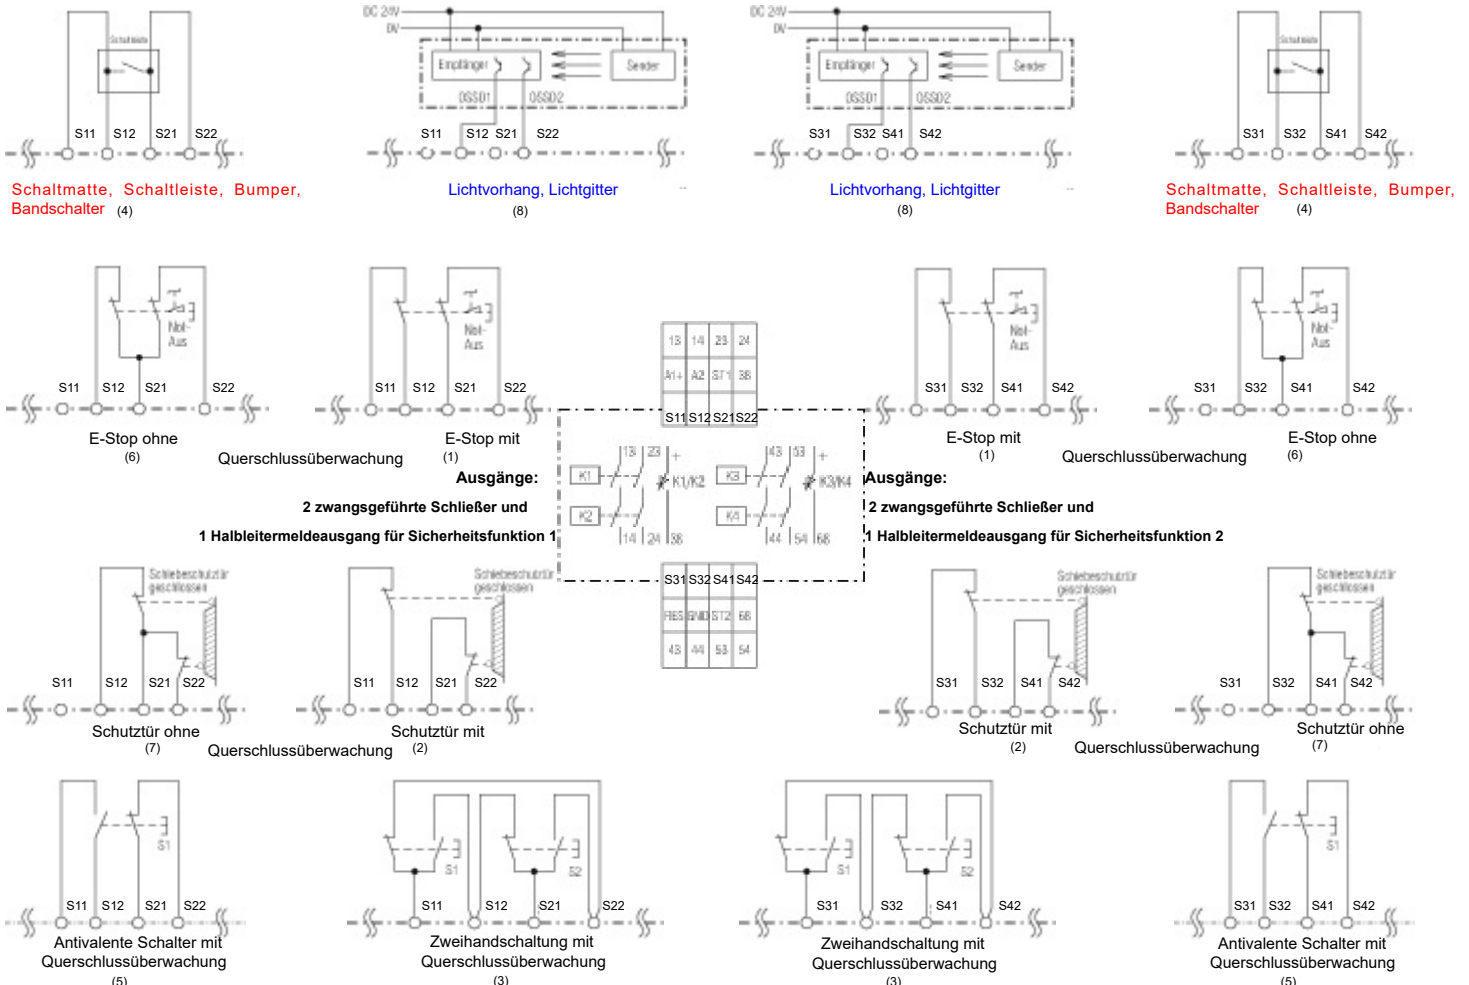 DC 24V DC 24V
0V 0V
Schaltleiste Empfänger Sender Empfänger Sender Schaltleiste
OSSD1 OSSD2 OSSD1 OSSD2
S11 S12 S21 S22 S11 S12 S21 S22 S31 S32 S41 S42 S31 S32 S41 S42
Schaltmatte, Schaltleiste, Bumper,
Bandschalter (4)
Lichtvorhang, Lichtgitter
(8)
Lichtvorhang, Lichtgitter
(8)
Schaltmatte, Schaltleiste, Bumper,
Bandschalter (4)
Not-
Aus
Not-
Aus
Not-
Aus
Not-
Aus
S11 S12 S21 S22 S11 S12 S21 S22 S31 S32 S41 S42 S31 S32 S41 S42
E-Stop ohne
(6)
E-Stop mit
(1)
Querschlussüberwachung
E-Stop mit
(1)
E-Stop ohne
(6)
Querschlussüberwachung
13 14 23 24
A1+ A2 ST1 38
S11 S12 S21 S22
Ausgänge:
2 zwangsgeführte Schließer und
1 Halbleitermeldeausgang für Sicherheitsfunktion 1
13 23 +
K1 K1/K2
K2
14 24 38
43 53 +
K3 K3/K4
K4
44 54 68
Ausgänge:
2 zwangsgeführte Schließer und
1 Halbleitermeldeausgang für Sicherheitsfunktion 2
S31 S32 S41 S42
RES GND ST2 68
43 44 53 54
Schiebeschutztür
geschlossen
Schiebeschutztür
geschlossen
Schiebeschutztür
geschlossen
Schiebeschutztür
geschlossen
S11 S12 S21 S22 S11 S12 S21 S22 S31 S32 S41 S42 S31 S32 S41 S42
Schutztür ohne
(7)
Schutztür mit
(2)
Querschlussüberwachung
Schutztür mit
(2)
Schutztür ohne
(7)
Querschlussüberwachung
S1 S1 S2 S1 S2 S1
S11 S12 S21 S22 S11 S12 S21 S22 S31 S32 S41 S42 S31 S32 S41 S42
Antivalente Schalter mit
Querschlussüberwachung
(5)
Zweihandschaltung mit
Querschlussüberwachung
(3)
Zweihandschaltung mit
Querschlussüberwachung
(3)
Antivalente Schalter mit
Querschlussüberwachung
(5)